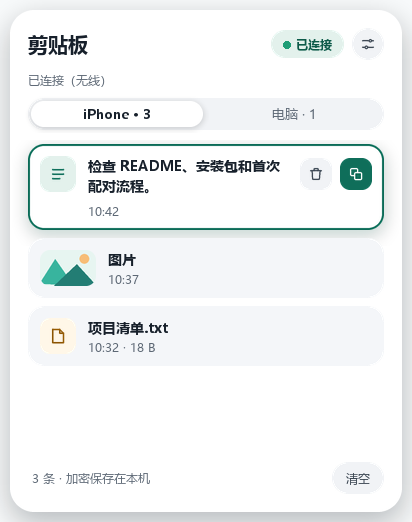 剪贴板
已连接
已连接（无线）
iPhone • 3
电脑 · 1
检查 README、安装包和首次
配对流程。
10:42
图片
10:37
项目清单.txt
10:32 · 18 B
3 条 · 加密保存在本机
清空